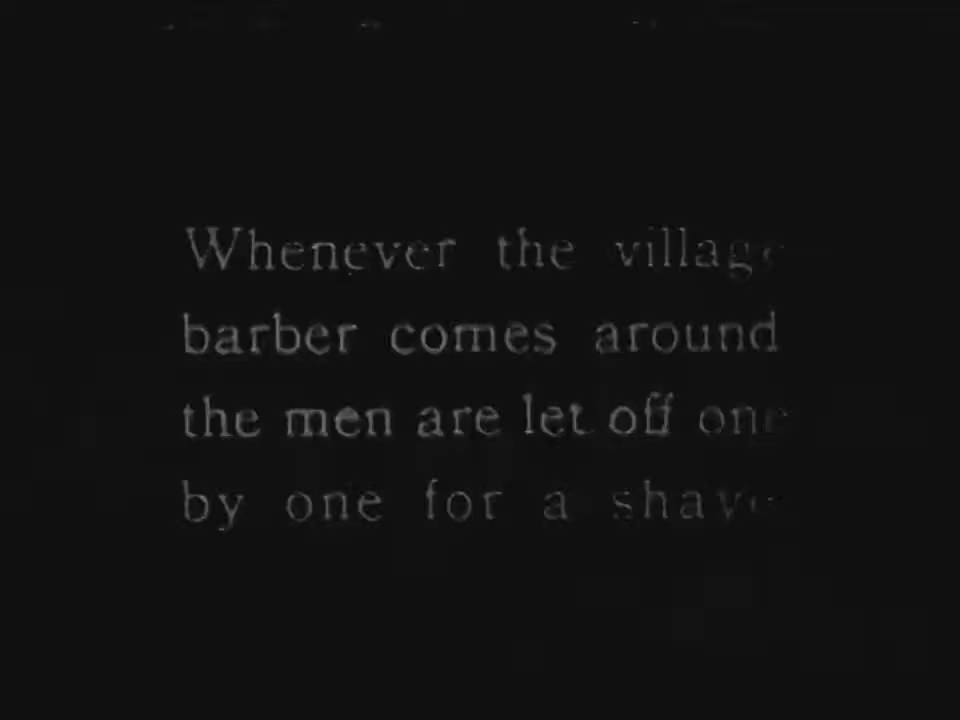 Whenever the village
barber comes around
the men are let off one
by one for a shave